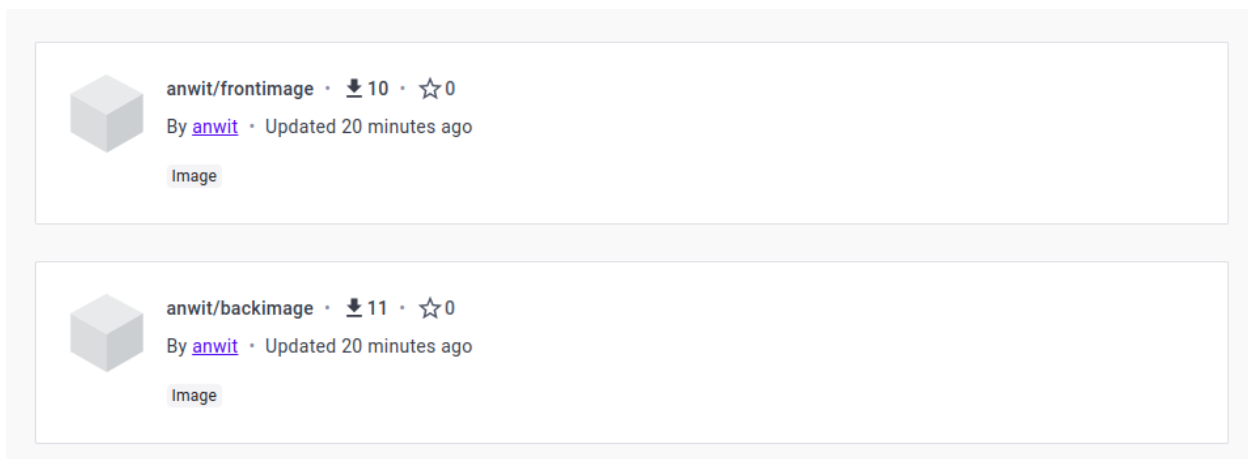 anwit/frontimage • 10 • 0
By anwit • Updated 20 minutes ago
Image
anwit/backimage • 11 • 0
By anwit • Updated 20 minutes ago
Image